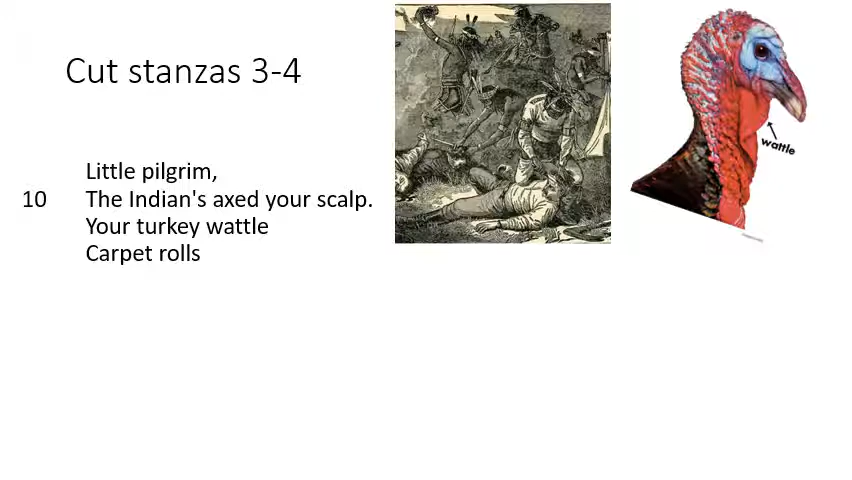 Cut stanzas 3-4
Little pilgrim,
10 The Indian's axed your scalp.
Your turkey wattle
Carpet rolls
wattle